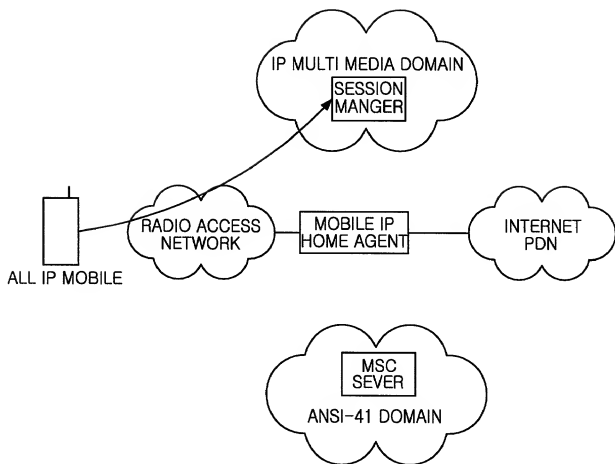 IP MULTI MEDIA DOMAIN
SESSION
MANGER
RADIO ACCESS
NETWORK
MOBILE IP
HOME AGENT
INTERNET
PDN
ALL IP MOBILE
MSC
SEVER
ANSI-41 DOMAIN